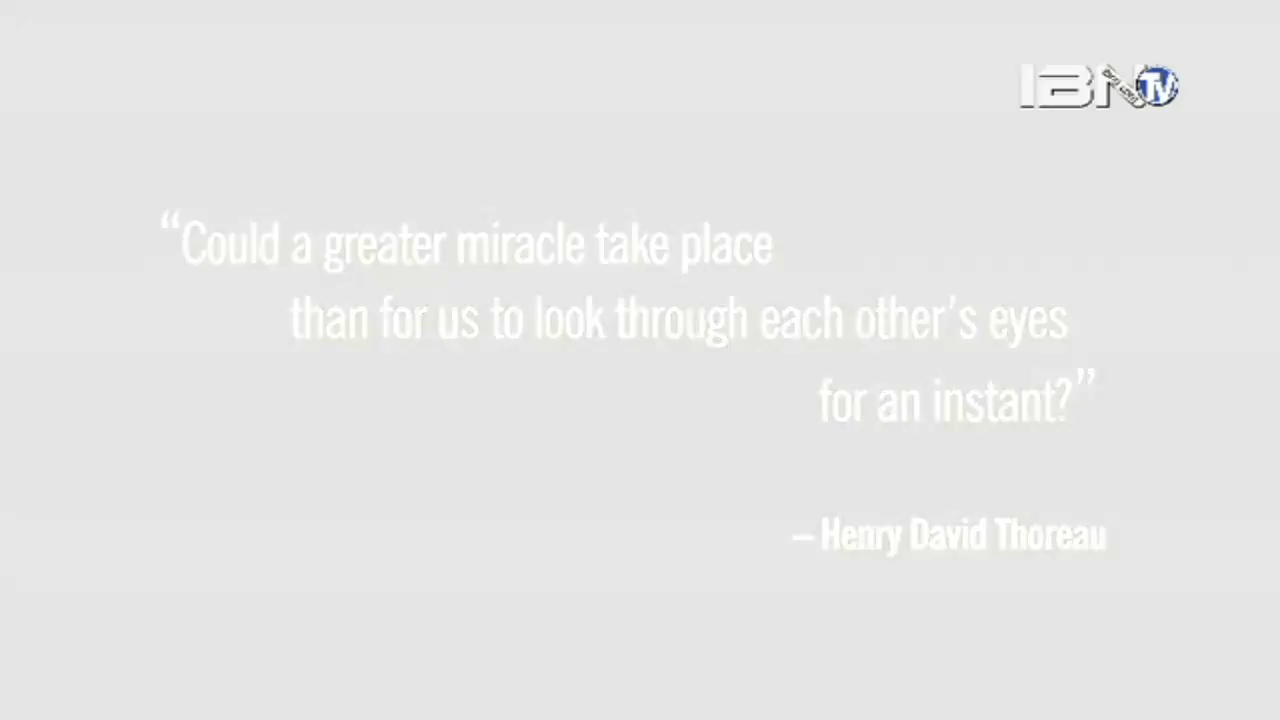 IBN TV
“Could a greater miracle take place
than for us to look through each other's eyes
for an instant?”
– Henry David Thoreau